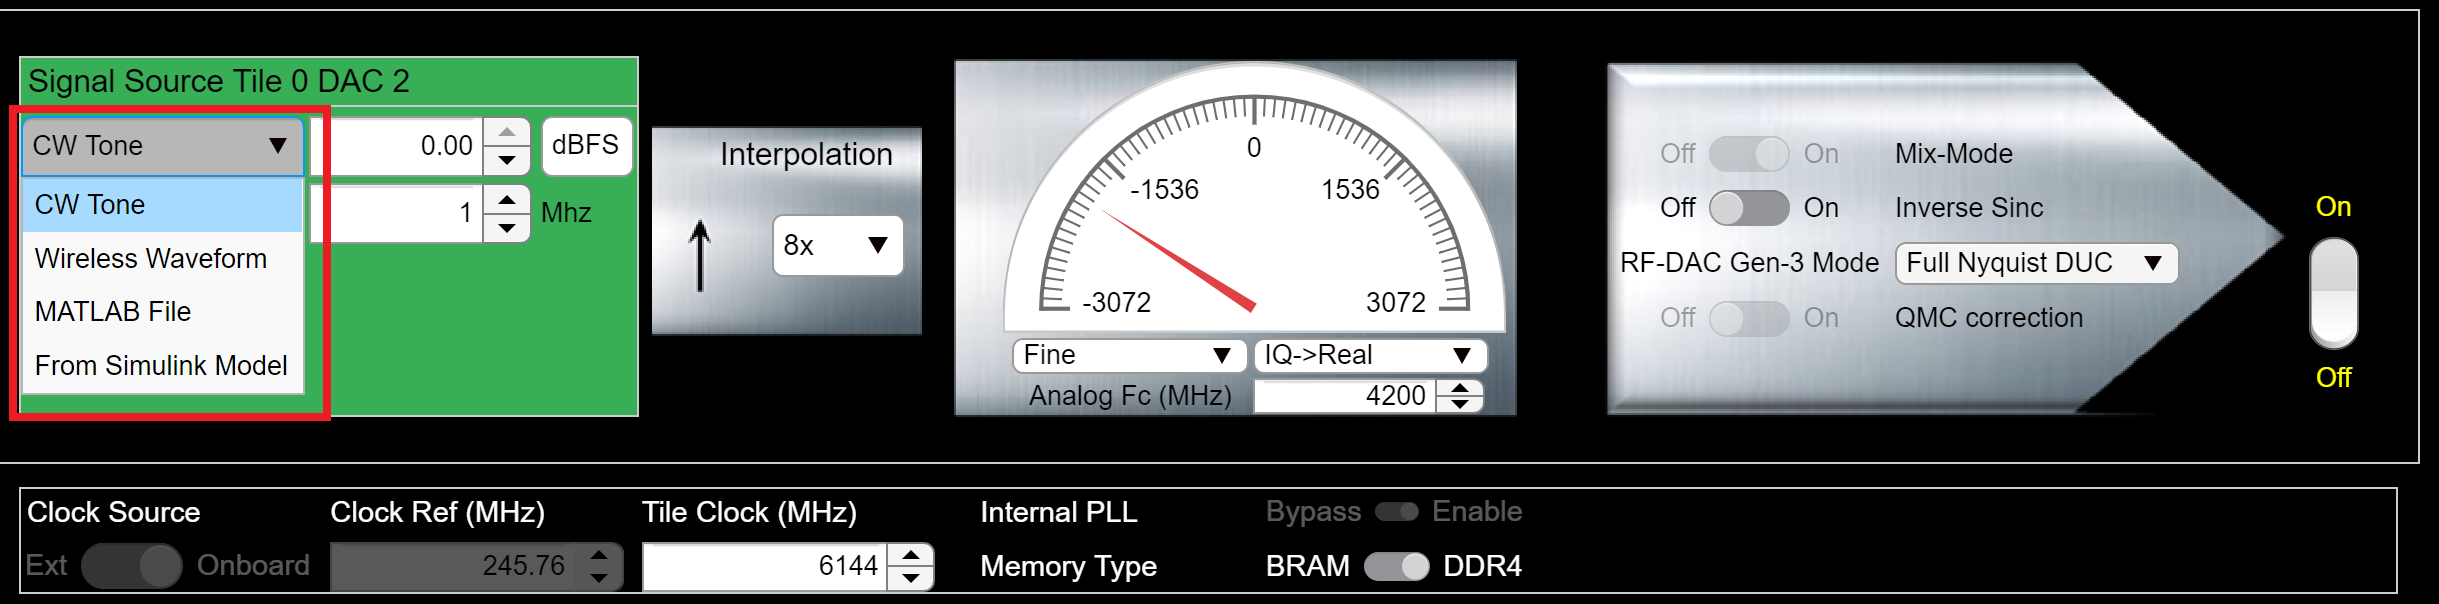 Signal Source Tile 0 DAC 2
CW Tone
0.00
dBFS
CW Tone
1
Mhz
Wireless Waveform
MATLAB File
From Simulink Model
Interpolation
8x
0
-1536
1536
-3072
3072
Fine
IQ->Real
Analog Fc (MHz)
4200
Off On Mix-Mode
Off On Inverse Sinc
RF-DAC Gen-3 Mode Full Nyquist DUC
Off On QMC correction
On
Off
Clock Source
Ext Onboard
Clock Ref (MHz)
245.76
Tile Clock (MHz)
6144
Internal PLL Bypass Enable
Memory Type BRAM DDR4